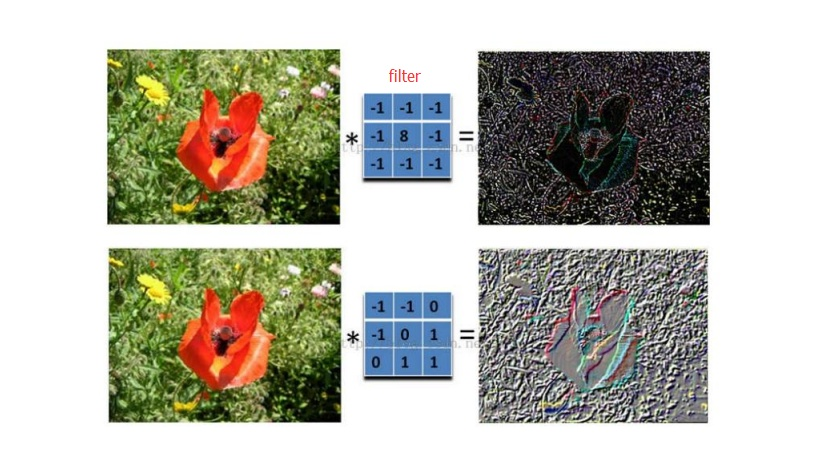 filter
-1 -1 -1
* -1 8 -1 =
-1 -1 -1
-1 -1 0
* -1 0 1 =
0 1 1